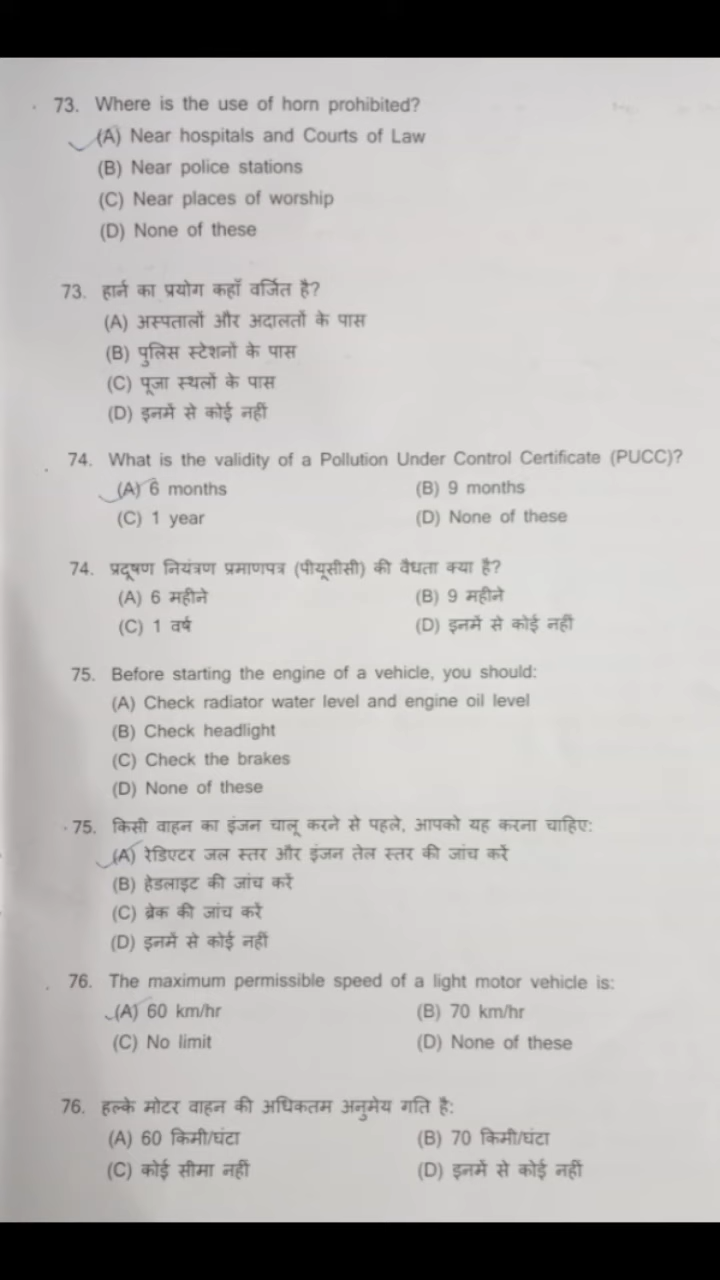 73. Where is the use of horn prohibited?
(A) Near hospitals and Courts of Law
(B) Near police stations
(C) Near places of worship
(D) None of these
73. हार्न का प्रयोग कहाँ वर्जित है?
(A) अस्पतालों और अदालतों के पास
(B) पुलिस स्टेशनों के पास
(C) पूजा स्थलों के पास
(D) इनमें से कोई नहीं
74. What is the validity of a Pollution Under Control Certificate (PUCC)?
(A) 6 months (B) 9 months
(C) 1 year (D) None of these
74. प्रदूषण नियंत्रण प्रमाणपत्र (पीयूसीसी) की वैधता क्या है?
(A) 6 महीने (B) 9 महीने
(C) 1 वर्ष (D) इनमें से कोई नहीं
75. Before starting the engine of a vehicle, you should:
(A) Check radiator water level and engine oil level
(B) Check headlight
(C) Check the brakes
(D) None of these
75. किसी वाहन का इंजन चालू करने से पहले, आपको यह करना चाहिए:
(A) रेडिएटर जल स्तर और इंजन तेल स्तर की जांच करें
(B) हेडलाइट की जांच करें
(C) ब्रेक की जांच करें
(D) इनमें से कोई नहीं
76. The maximum permissible speed of a light motor vehicle is:
(A) 60 km/hr (B) 70 km/hr
(C) No limit (D) None of these
76. हल्के मोटर वाहन की अधिकतम अनुमेय गति है:
(A) 60 किमी/घंटा (B) 70 किमी/घंटा
(C) कोई सीमा नहीं (D) इनमें से कोई नहीं